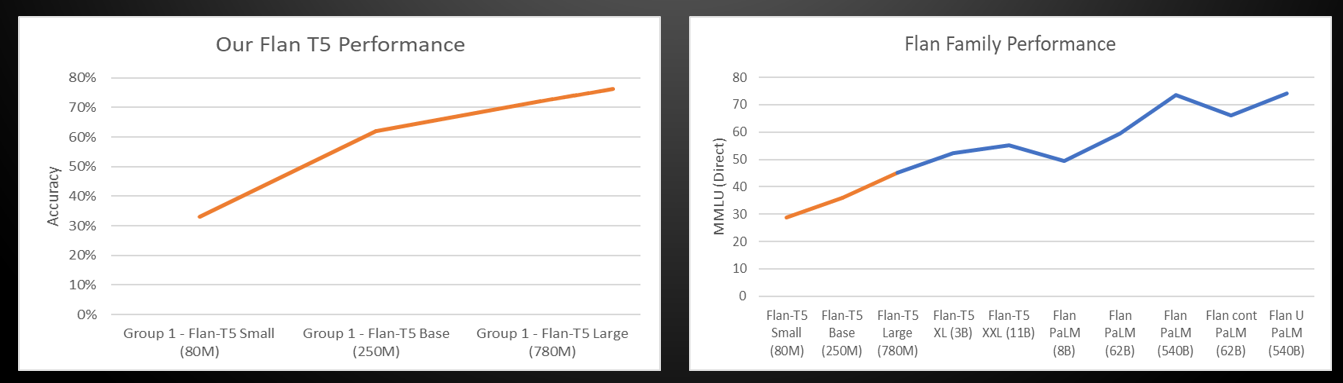 Our Flan T5 Performance
80%
70%
60%
50%
40%
30%
20%
10%
0%
Accuracy
Group 1 - Flan-T5 Small
(80M)
Group 1 - Flan-T5 Base
(250M)
Group 1 - Flan-T5 Large
(780M)
Flan Family Performance
80
70
60
50
40
30
20
10
0
MMLU (Direct)
Flan-T5
Small
(80M)
Flan-T5
Base
(250M)
Flan-T5
Large
(780M)
Flan-T5
XL (3B)
Flan-T5
XXL (11B)
Flan
PaLM
(8B)
Flan
PaLM
(62B)
Flan
PaLM
(540B)
Flan cont
PaLM
(62B)
Flan U
PaLM
(540B)